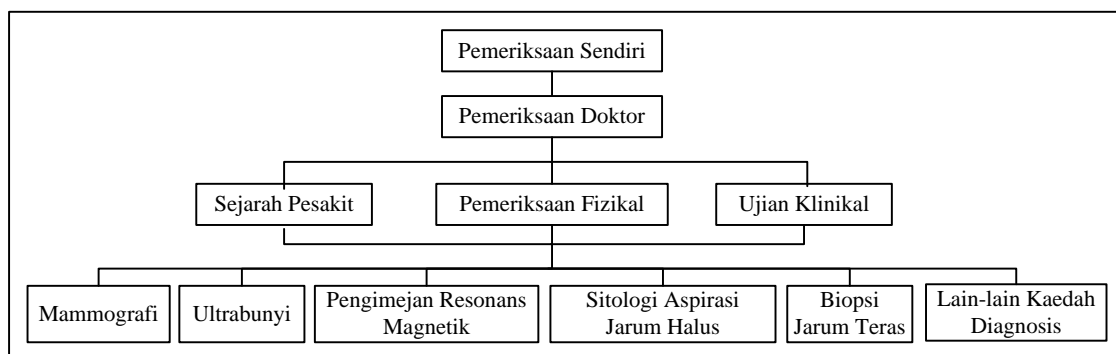 Pemeriksaan Sendiri
Pemeriksaan Doktor
Sejarah Pesakit
Pemeriksaan Fizikal
Ujian Klinikal
Mammografi
Ultrabunyi
Pengimejan Resonans
Magnetik
Sitologi Aspirasi
Jarum Halus
Biopsi
Jarum Teras
Lain-lain Kaedah
Diagnosis